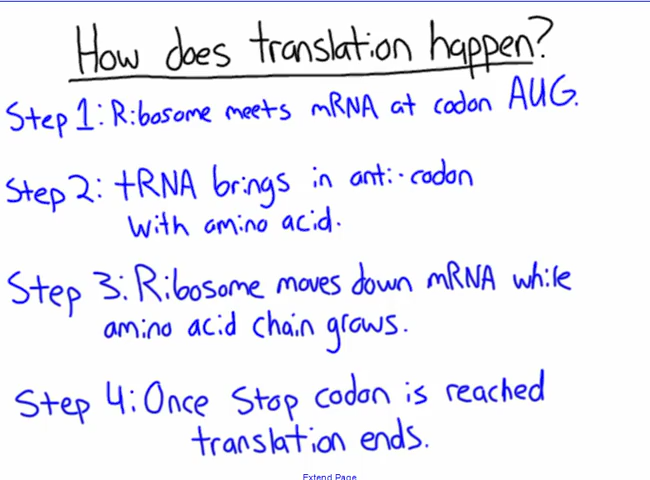 How does translation happen?
Step 1: Ribosome meets mRNA at codon AUG.
Step 2: tRNA brings in anti-codon
with amino acid.
Step 3: Ribosome moves down mRNA while
amino acid chain grows.
Step 4: Once Stop codon is reached
translation ends.
Extend Page